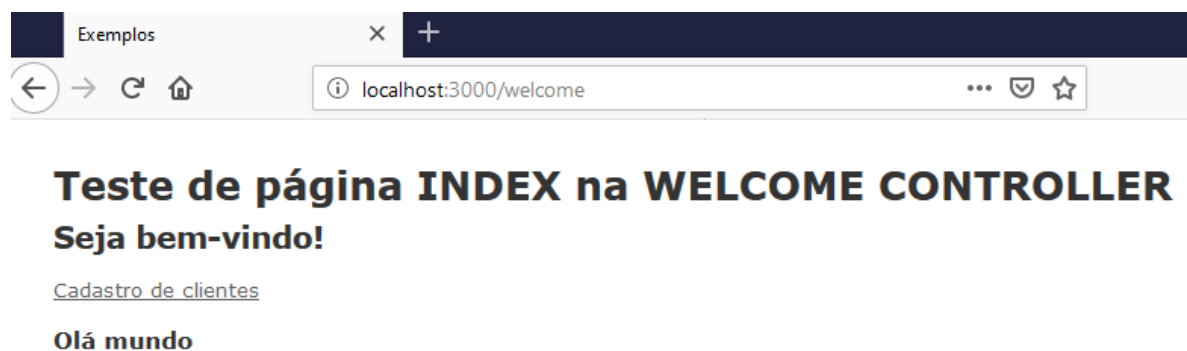 Exemplos
localhost:3000/welcome
Teste de página INDEX na WELCOME CONTROLLER
Seja bem-vindo!
Cadastro de clientes
Olá mundo